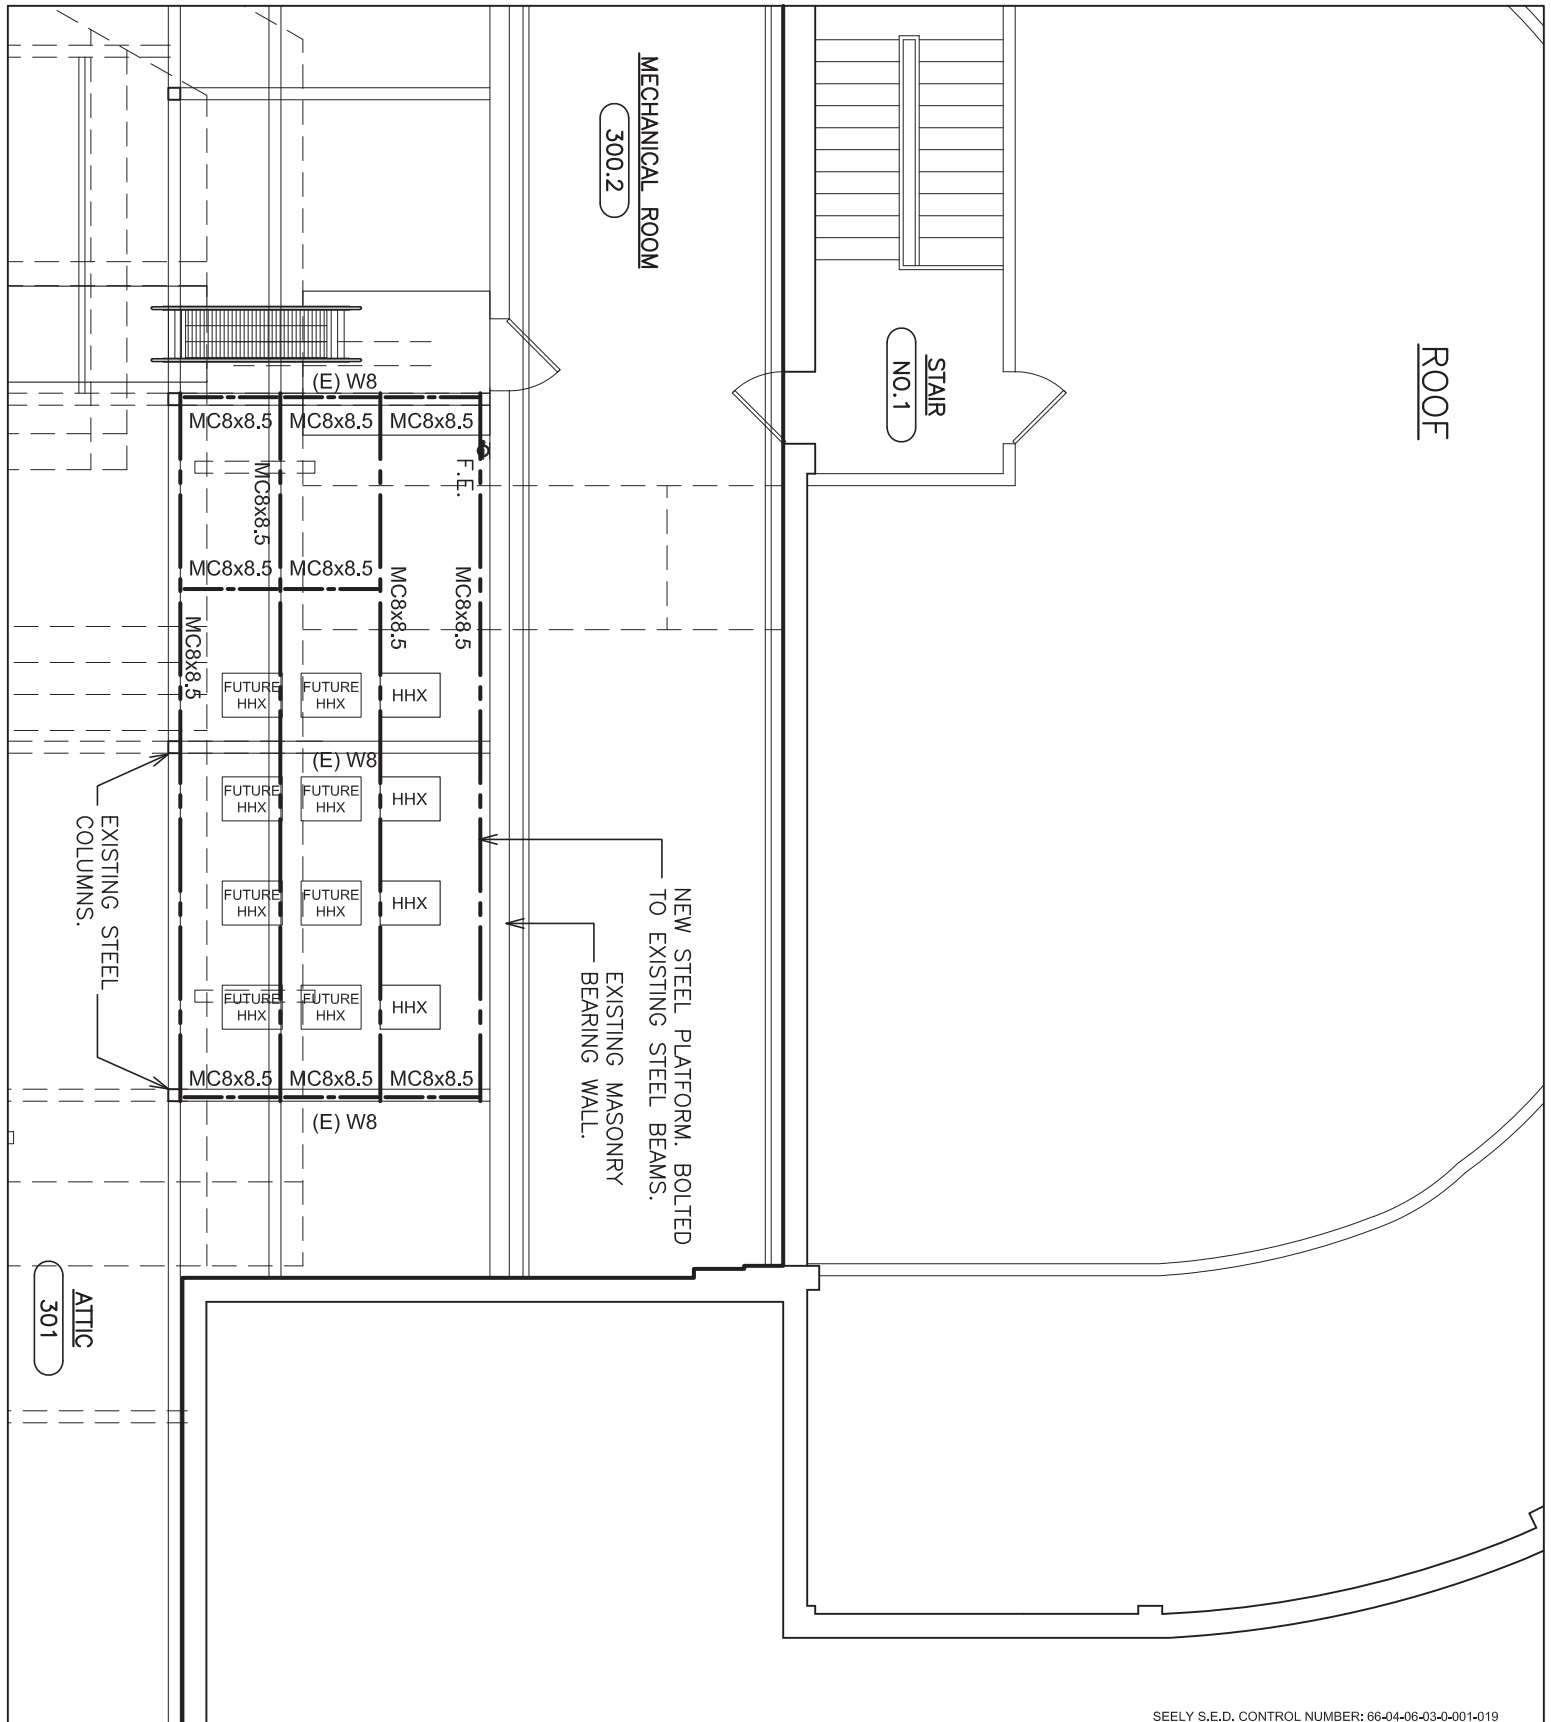 MECHANICAL ROOM
300.2
STAIR
NO.1
ROOF
(E) W8
MC8x8.5
MC8x8.5
MC8x8.5
F.E.
MC8x8.5
MC8x8.5
MC8x8.5
MC8x8.5
MC8x8.5
MC8x8.5
FUTURE
HHX
FUTURE
HHX
HHX
(E) W8
FUTURE
HHX
FUTURE
HHX
HHX
FUTURE
HHX
FUTURE
HHX
HHX
FUTURE
HHX
FUTURE
HHX
HHX
MC8x8.5
MC8x8.5
MC8x8.5
(E) W8
EXISTING STEEL
COLUMNS.
NEW STEEL PLATFORM. BOLTED
TO EXISTING STEEL BEAMS.
EXISTING MASONRY
BEARING WALL.
ATTIC
301
SEELY S.E.D. CONTROL NUMBER: 66-04-06-03-0-001-019